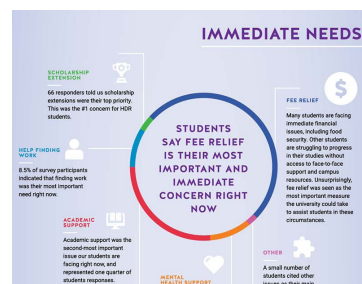 IMMEDIATE NEEDS
SCHOLARSHIP
EXTENSION
66 responders told us scholarship
extensions were their top priority.
This was the #1 concern for HDR
students.
HELP FINDING
WORK
8.5% of survey participants
indicated that finding work
was their most important
need right now.
ACADEMIC
SUPPORT
Academic support was the
second-most important
issue our students are
facing right now, and
represented one quarter of
students responses.
STUDENTS
SAY FEE RELIEF
IS THEIR MOST
IMPORTANT AND
IMMEDIATE
CONCERN RIGHT
NOW
MENTAL
HEALTH SUPPORT
$
FEE RELIEF
Many students are facing
immediate financial
issues, including food
security. Other students
are struggling to progress
in their studies without
access to face-to-face
support and campus
resources. Unsurprisingly,
fee relief was seen as the
most important measure
the university could take
to assist students in these
circumstances.
OTHER
A small number of
students cited other
issues as their main